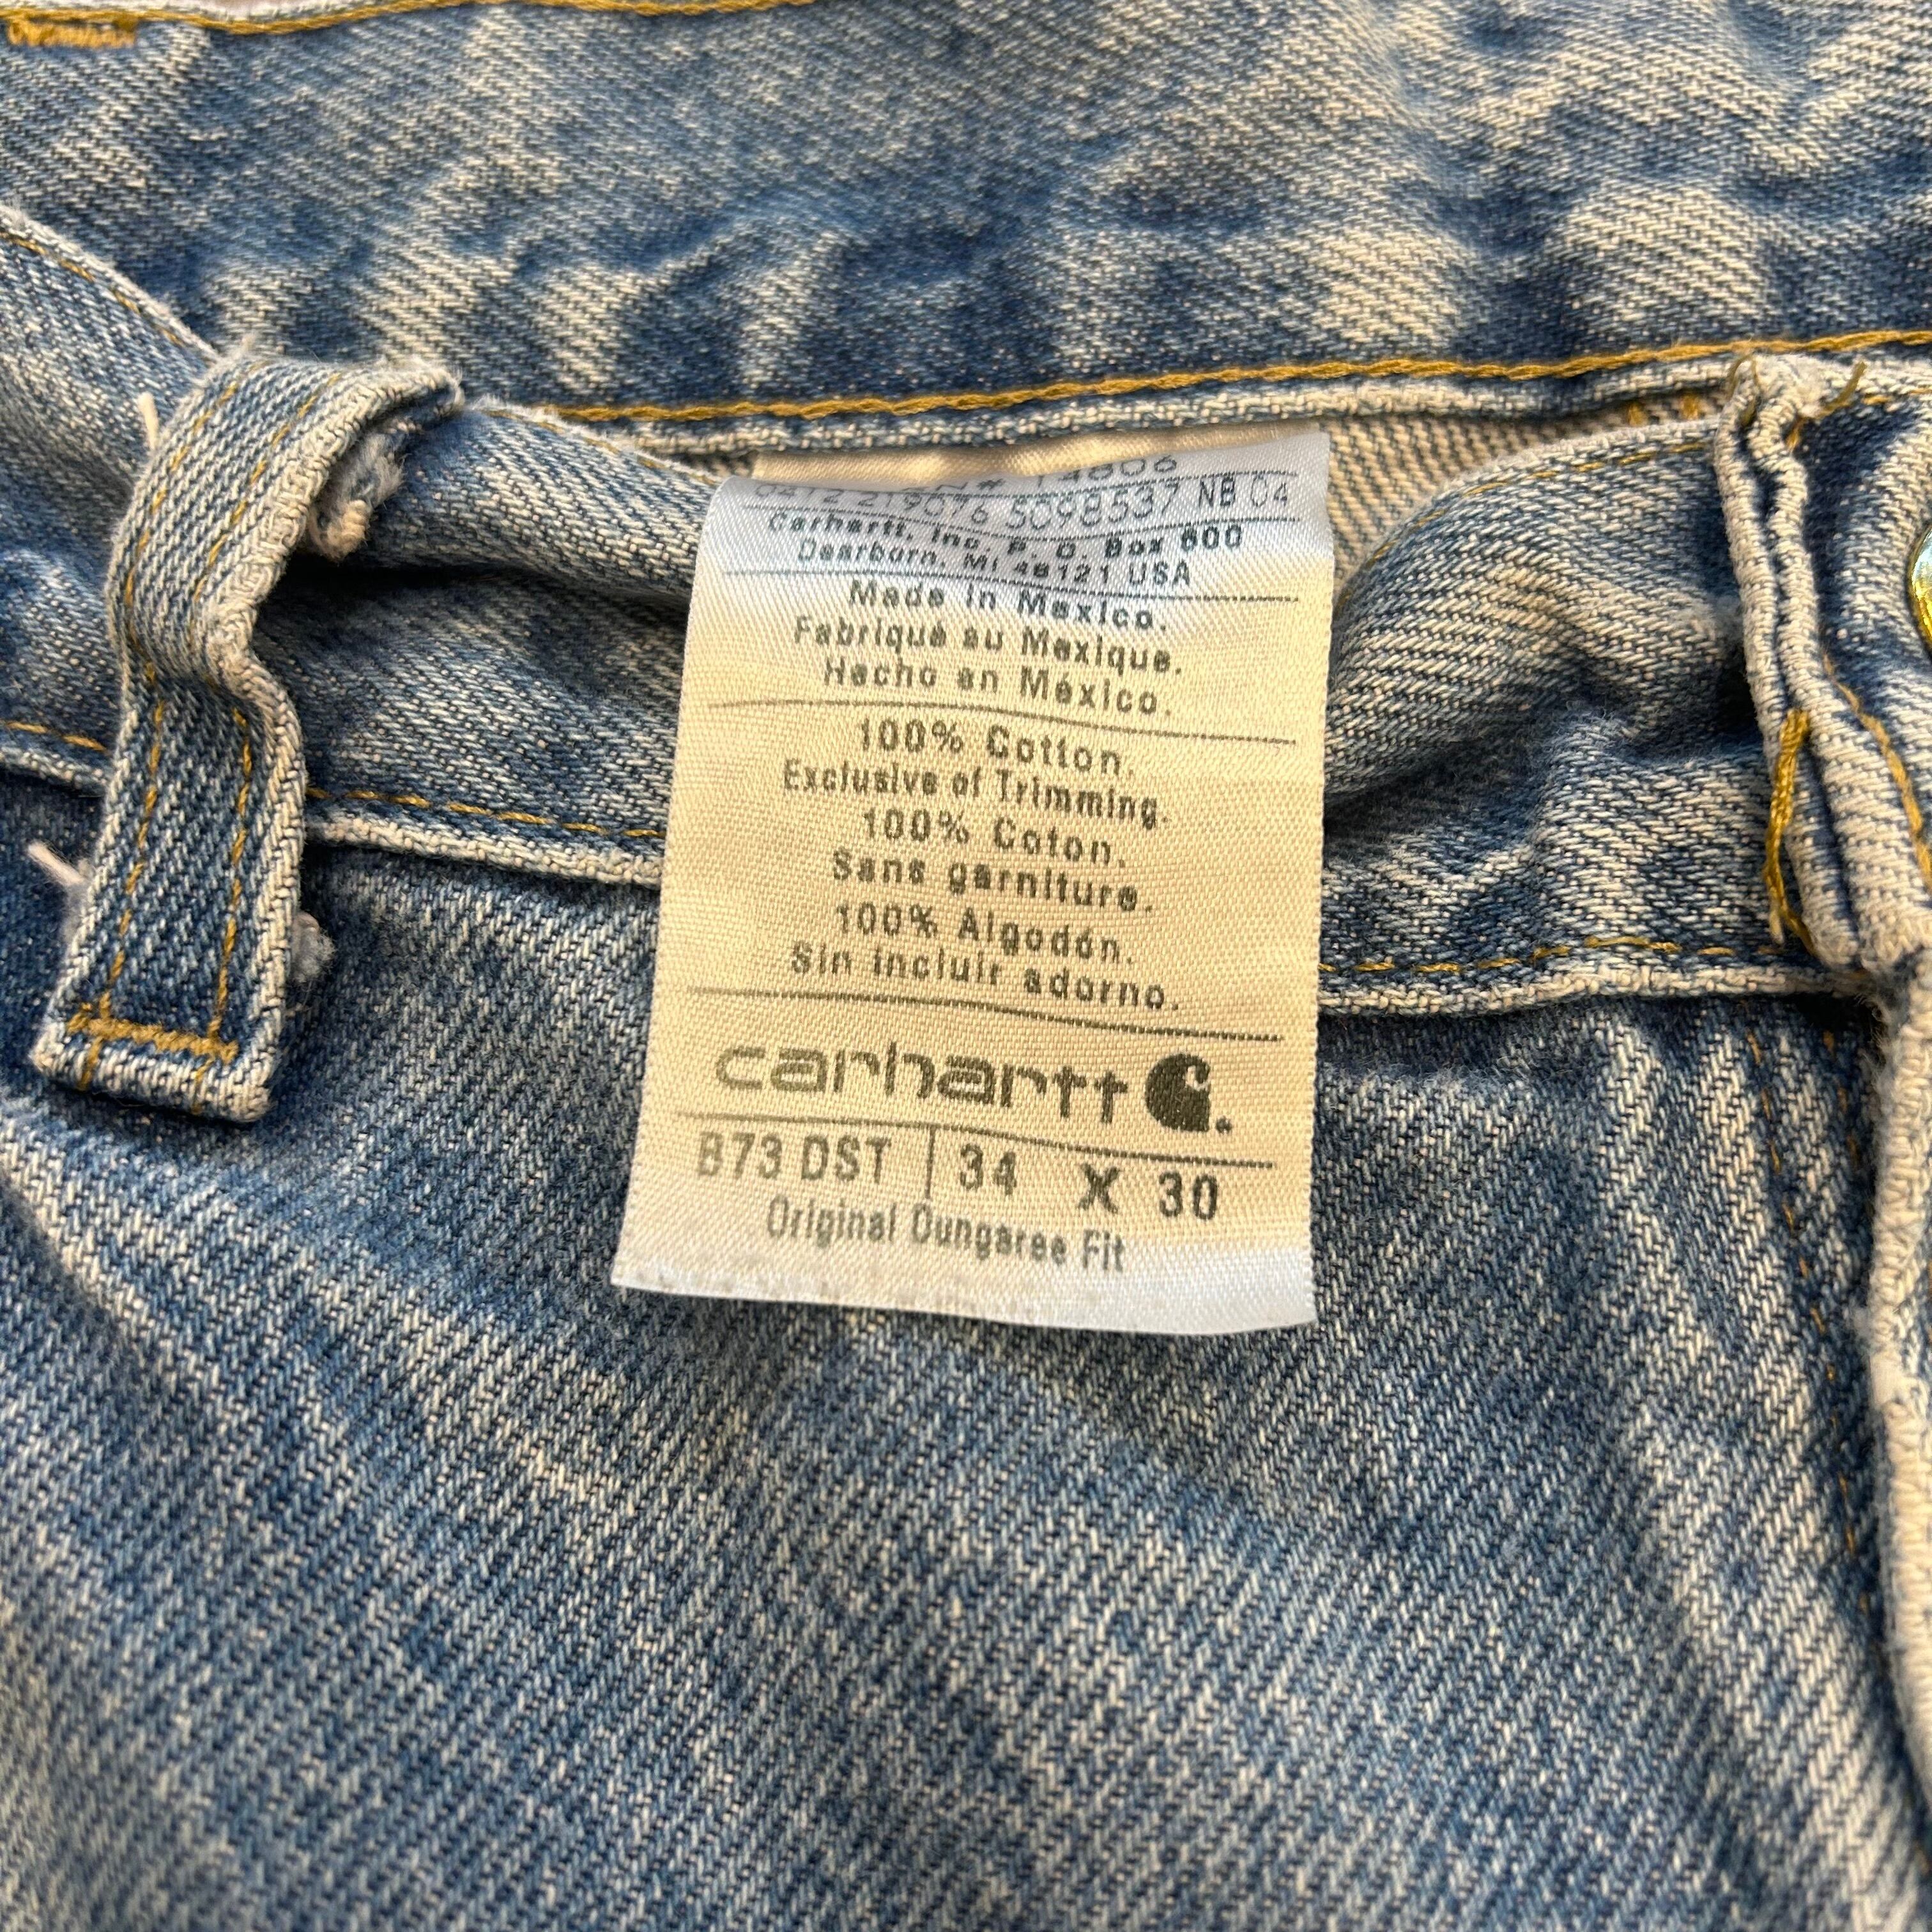 14806
0212 219076 5098537 NB 04
Carhartt, Inc. P. O. Box 600
Dearborn, MI 48121 USA
Made in Mexico.
Fabriqué au Mexique.
Hecho en México.
100% Cotton.
Exclusive of Trimming.
100% Coton.
Sans garniture.
100% Algodón.
Sin incluir adorno.
carhartt
B73 DST | 34 X 30
Original Dungaree Fit